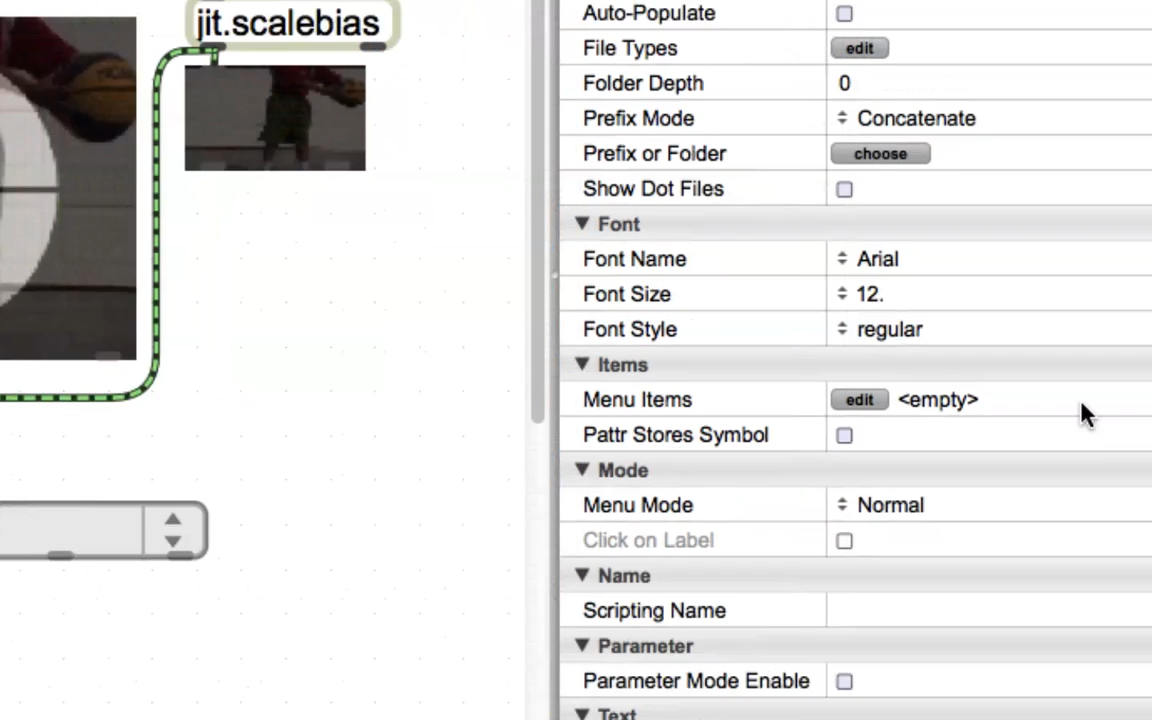 jit.scalebias
Auto-Populate
File Types edit
Folder Depth 0
Prefix Mode Concatenate
Prefix or Folder choose
Show Dot Files
Font
Font Name Arial
Font Size 12.
Font Style regular
Items
Menu Items edit <empty>
Pattr Stores Symbol
Mode
Menu Mode Normal
Click on Label
Name
Scripting Name
Parameter
Parameter Mode Enable
Text